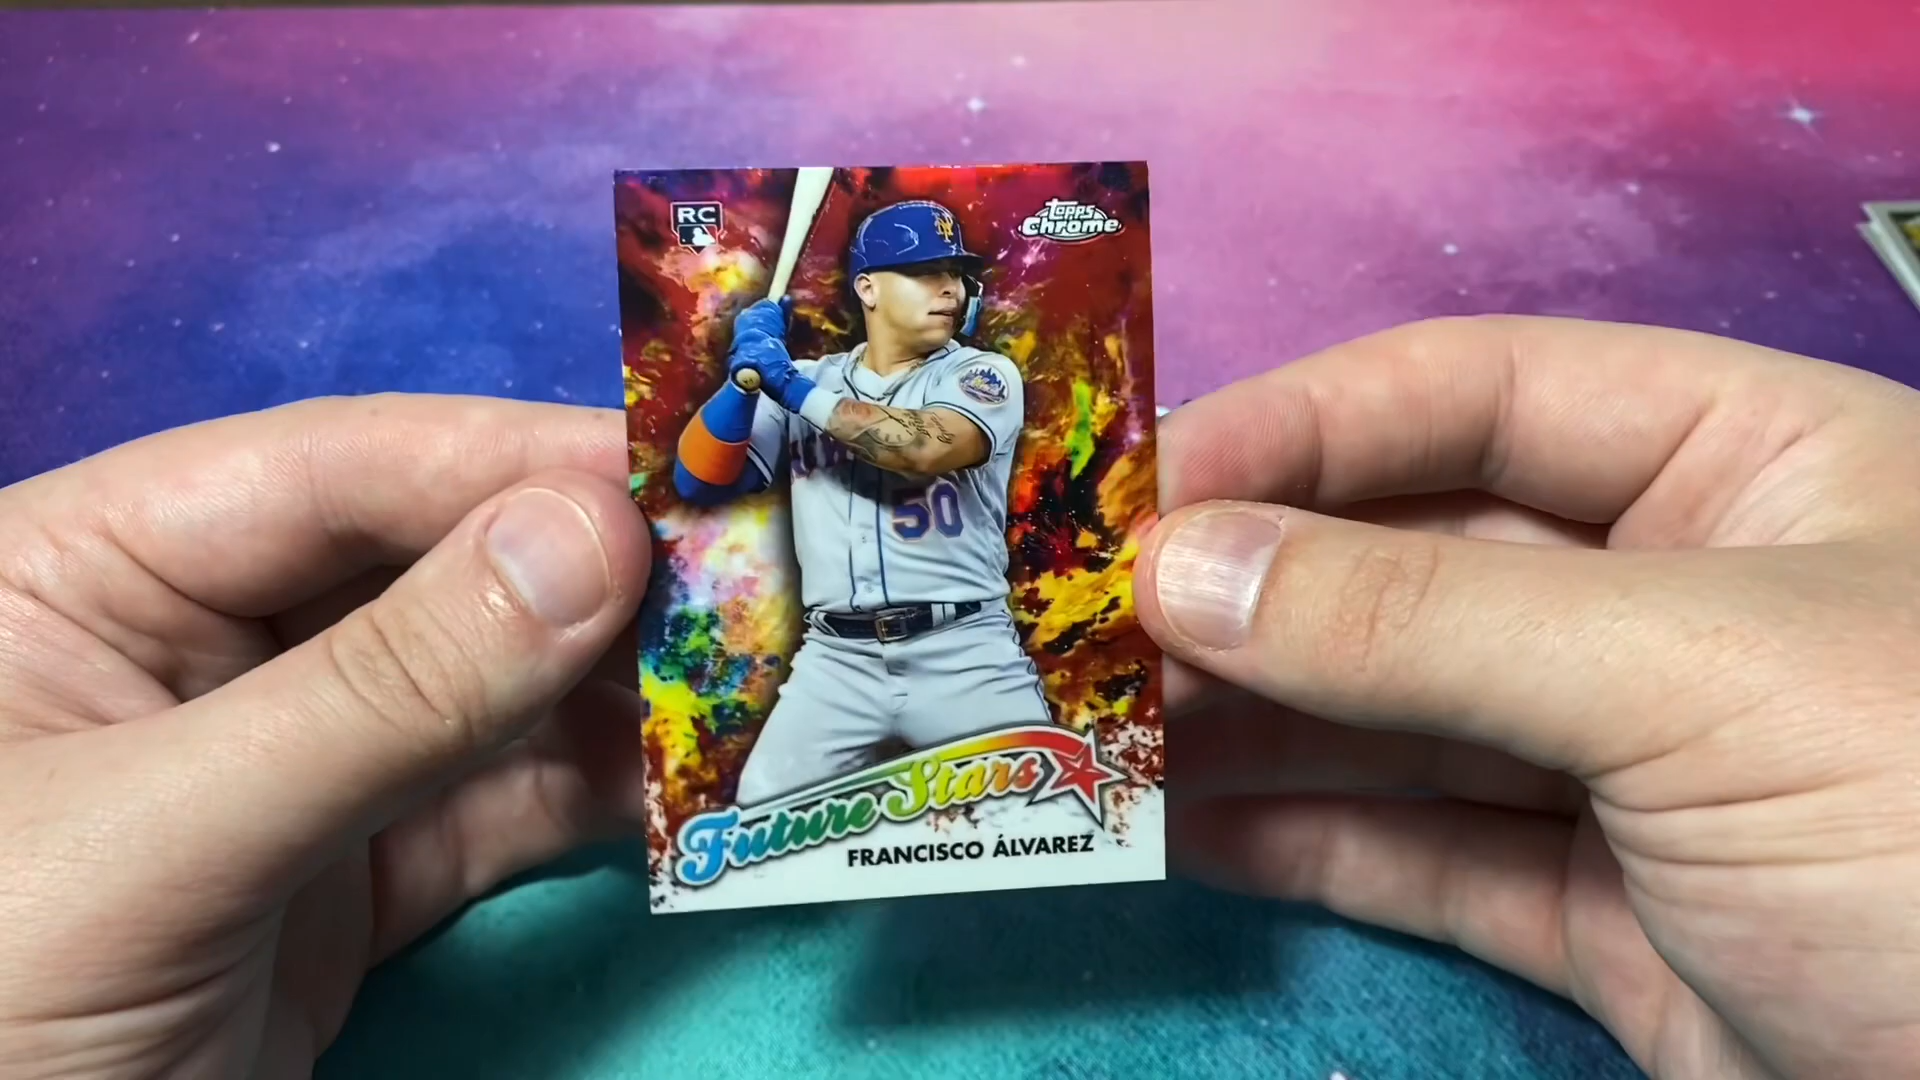 RC
Topps
Chrome
NY
50
Future Stars
FRANCISCO ÁLVAREZ